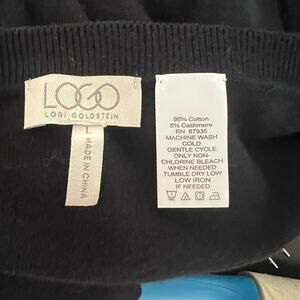 LOGO
LORI GOLDSTEIN
L
MADE IN CHINA
95% Cotton
5% Cashmere
RN 87935
MACHINE WASH
COLD
GENTLE CYCLE
ONLY NON-
CHLORINE BLEACH
WHEN NEEDED
TUMBLE DRY LOW
LOW IRON
IF NEEDED